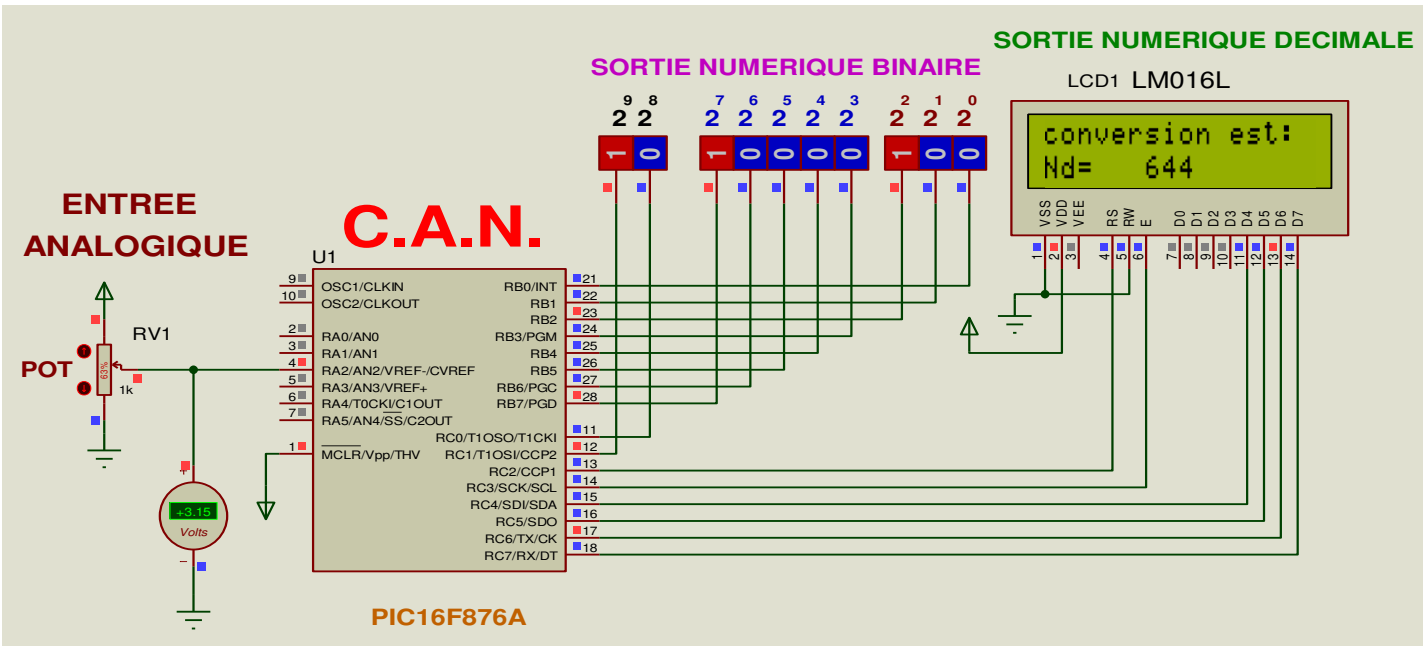 SORTIE NUMERIQUE DECIMALE
SORTIE NUMERIQUE BINAIRE
LCD1 LM016L
9 8 7 6 5 4 3 2 1 0
2 2 2 2 2 2 2 2 2 2
1 0 1 0 0 0 0 1 0 0
conversion est:
Nd= 644
VSS VDD VEE RS RW E D0 D1 D2 D3 D4 D5 D6 D7
1 2 3 4 5 6 7 8 9 10 11 12 13 14
ENTREE
ANALOGIQUE
C.A.N.
U1
9 OSC1/CLKIN
10 OSC2/CLKOUT
2 RA0/AN0
3 RA1/AN1
4 RA2/AN2/VREF-/CVREF
5 RA3/AN3/VREF+
6 RA4/T0CKI/C1OUT
7 RA5/AN4/SS/C2OUT
1 MCLR/Vpp/THV
RB0/INT 21
RB1 22
RB2 23
RB3/PGM 24
RB4 25
RB5 26
RB6/PGC 27
RB7/PGD 28
RC0/T1OSO/T1CKI 11
RC1/T1OSI/CCP2 12
RC2/CCP1 13
RC3/SCK/SCL 14
RC4/SDI/SDA 15
RC5/SDO 16
RC6/TX/CK 17
RC7/RX/DT 18
RV1
POT
63%
1k
+3.15
Volts
PIC16F876A